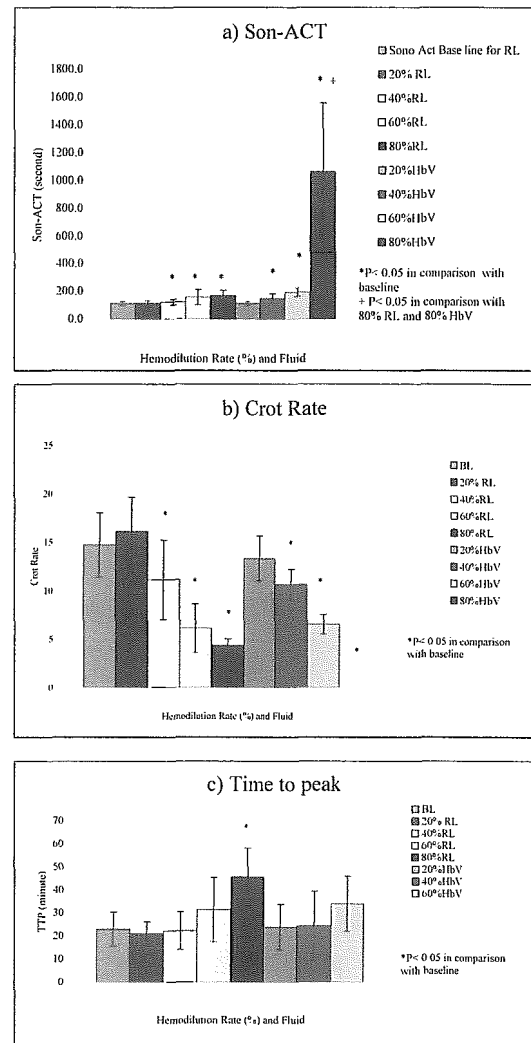 a) Son-ACT
1800.0
1600.0
1400.0
1200.0
1000.0
800.0
600.0
400.0
200.0
0.0
Son-ACT (second)
* * * * * * +
Hemodilution Rate (%) and Fluid
Sono Act Base line for RL
20% RL
40%RL
60%RL
80%RL
20%HbV
40%HbV
60%HbV
80%HbV
*P< 0.05 in comparison with
baseline
+ P< 0.05 in comparison with
80% RL and 80% HbV
b) Crot Rate
25
20
15
10
5
0
Crot Rate
* * * * * *
Hemodilution Rate (%) and Fluid
BL
20% RL
40%RL
60%RL
80%RL
20%HbV
40%HbV
60%HbV
80%HbV
*P< 0 05 in comparison
with baseline
c) Time to peak
70
60
50
40
30
20
10
0
TTP (minute)
*
Hemodilution Rate (%) and Fluid
BL
20% RL
40%RL
60%RL
80%RL
20%HbV
40%HbV
60%HbV
*P< 0 05 in comparison
with baseline